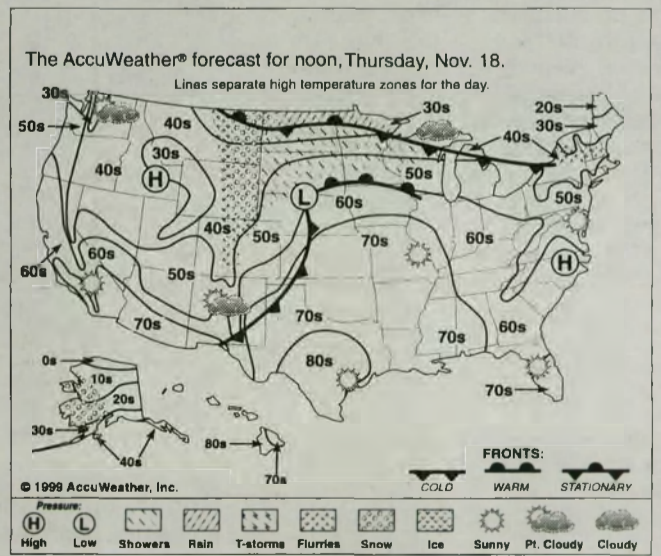 The AccuWeather® forecast for noon, Thursday, Nov. 18.
Lines separate high temperature zones for the day.
30s
50s
40s
30s
20s
30s
40s
40s
30s
H
40s
50s
50s
L
60s
40s
50s
70s
60s
H
60s
60s
50s
70s
70s
70s
60s
80s
70s
0s
10s
20s
30s
40s
80s
70s
© 1999 AccuWeather, Inc.
FRONTS:
COLD WARM STATIONARY
Pressure:
H L
High Low Showers Rain T-storms Flurries Snow Ice Sunny Pt. Cloudy Cloudy